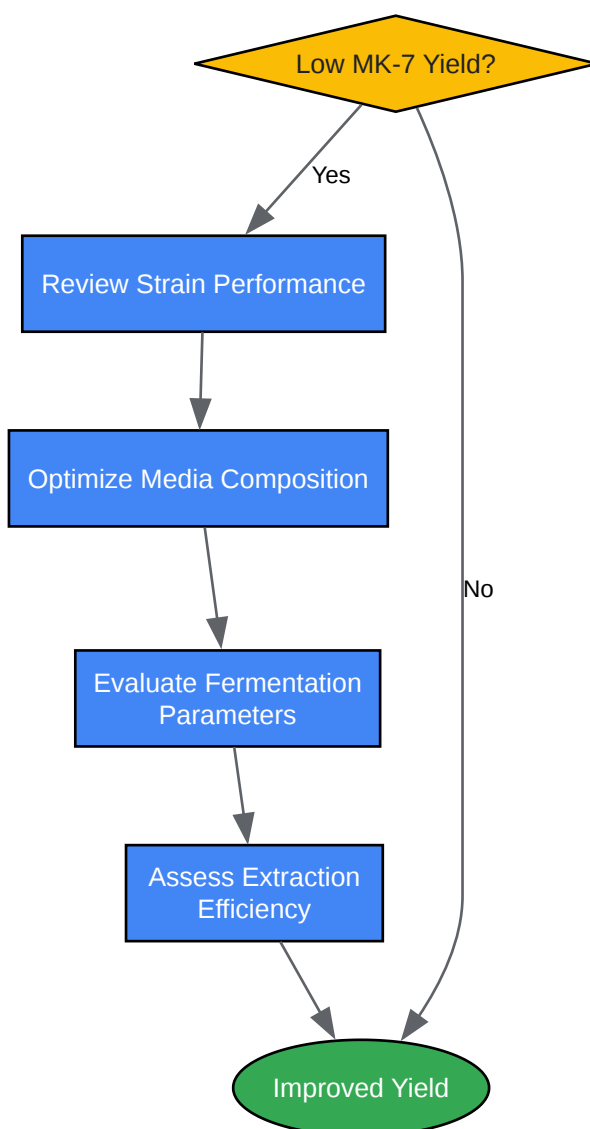 Low MK-7 Yield?
Yes
Review Strain Performance
Optimize Media Composition
No
Evaluate Fermentation
Parameters
Assess Extraction
Efficiency
Improved Yield